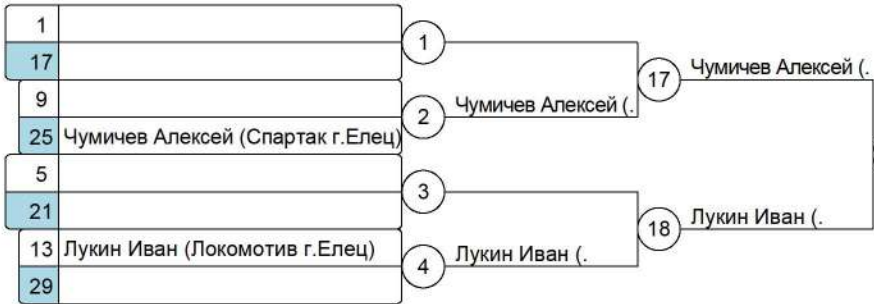 1
17
1
9
25 Чумичев Алексей (Спартак г.Елец)
2
Чумичев Алексей (.
17
Чумичев Алексей (.
5
21
3
13 Лукин Иван (Локомотив г.Елец)
29
4
Лукин Иван (.
18
Лукин Иван (.